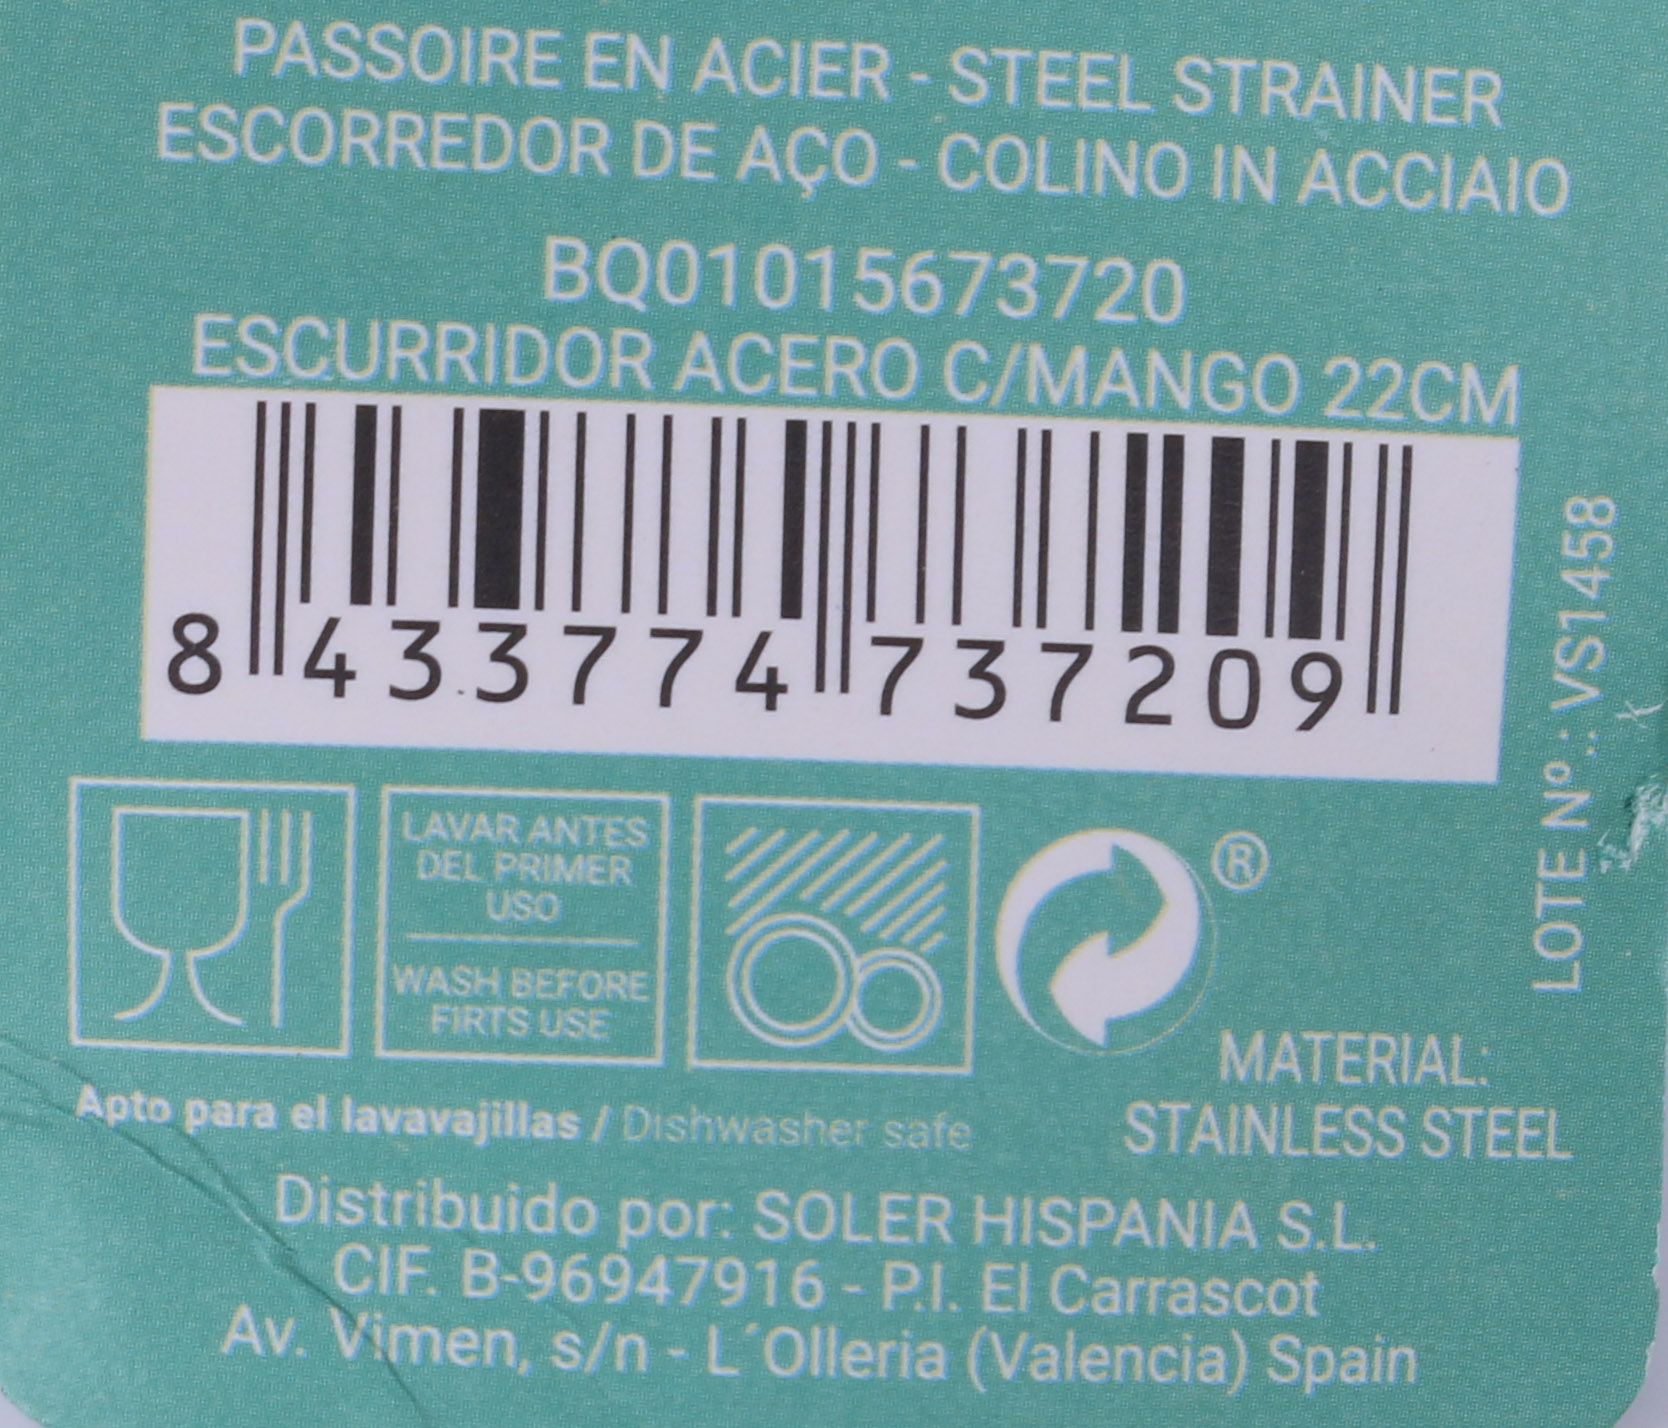 PASSOIRE EN ACIER - STEEL STRAINER
ESCORREDOR DE AÇO - COLINO IN ACCIAIO
BQ01015673720
ESCURRIDOR ACERO C/MANGO 22CM
8 433774 737209
LOTE Nº.: VS1458
LAVAR ANTES
DEL PRIMER
USO
WASH BEFORE
FIRTS USE
®
MATERIAL:
STAINLESS STEEL
Apto para el lavavajillas / Dishwasher safe
Distribuido por: SOLER HISPANIA S.L.
CIF. B-96947916 - P.I. El Carrascot
Av. Vimen, s/n - L´Olleria (Valencia) Spain